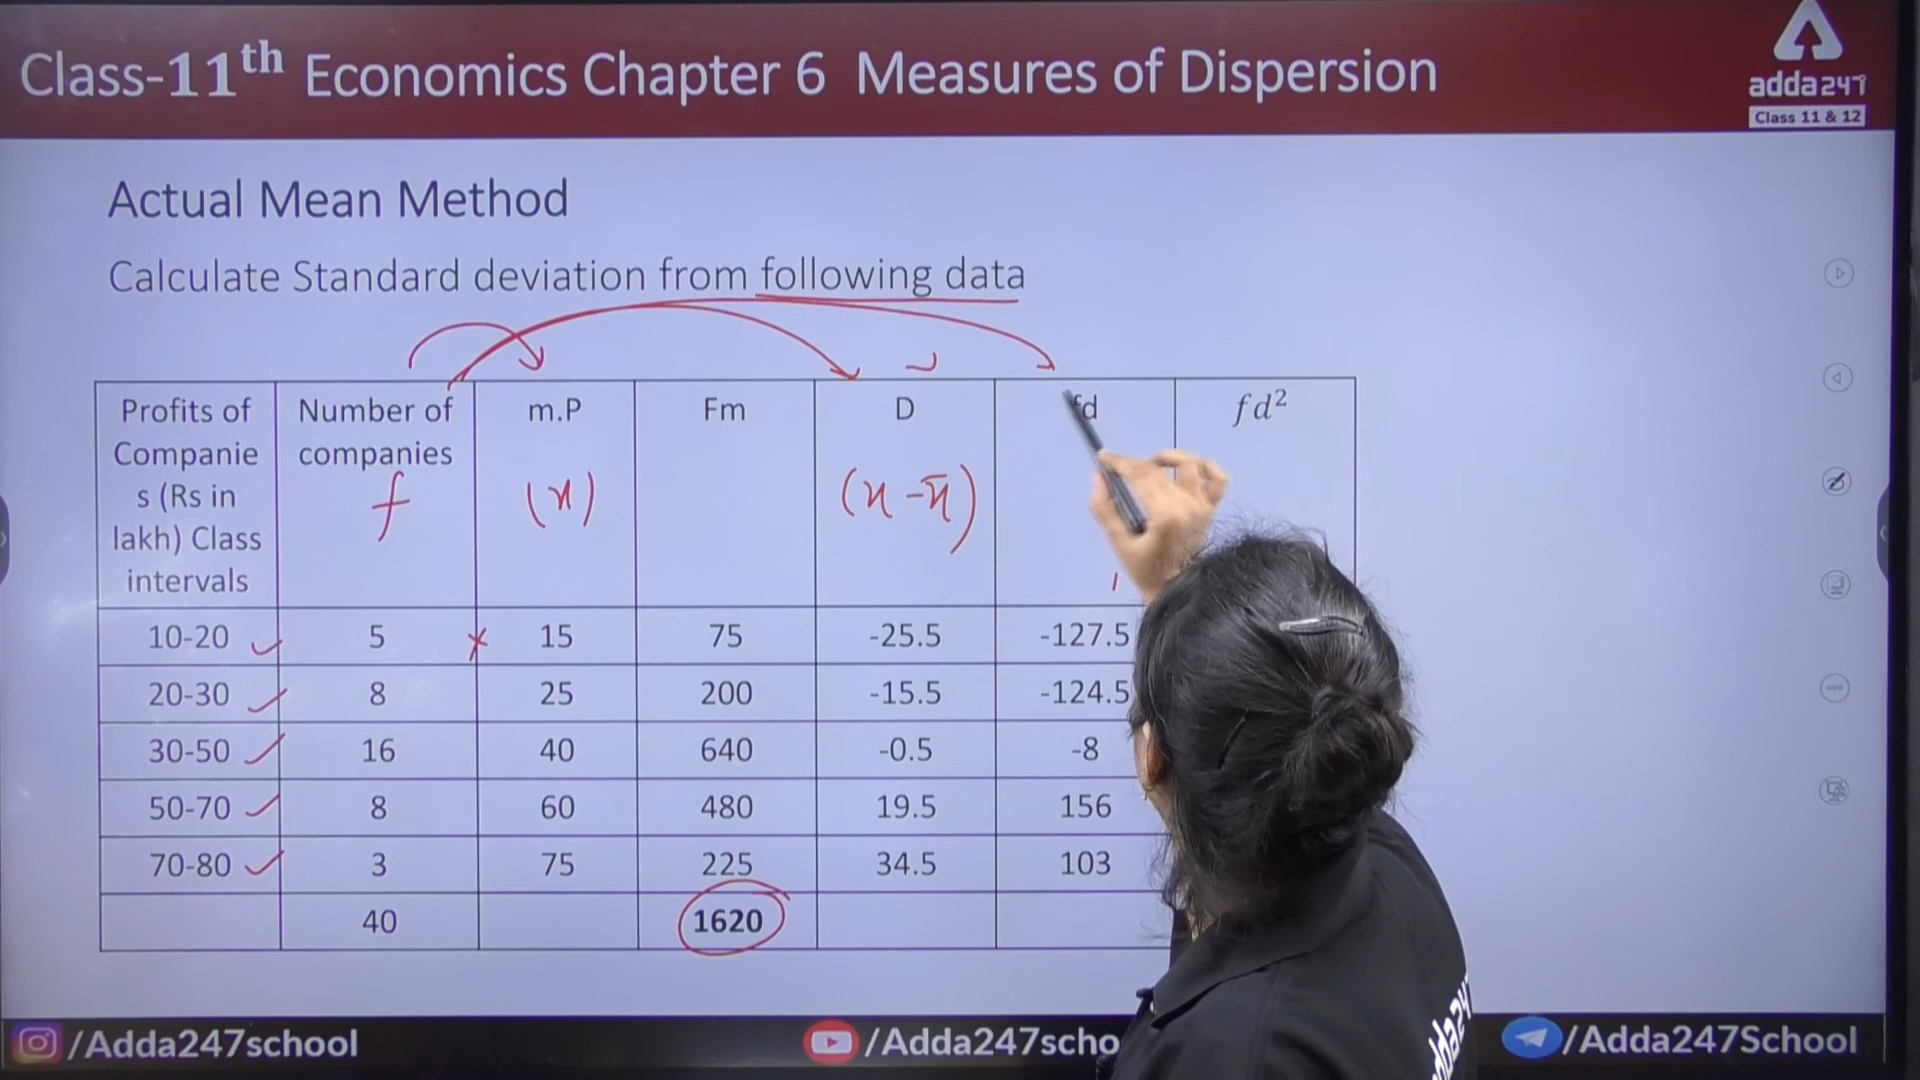 Class-11th Economics Chapter 6 Measures of Dispersion
adda247
Class 11 & 12
Actual Mean Method
Calculate Standard deviation from following data
Profits of
Companie
s (Rs in
lakh) Class
intervals
Number of
companies
f
m.P
(x)
Fm
D
(x - x̄)
fd
fd²
10-20 5 15 75 -25.5 -127.5
20-30 8 25 200 -15.5 -124.5
30-50 16 40 640 -0.5 -8
50-70 8 60 480 19.5 156
70-80 3 75 225 34.5 103
40 1620
/Adda247school
/Adda247scho
/Adda247School
adda247